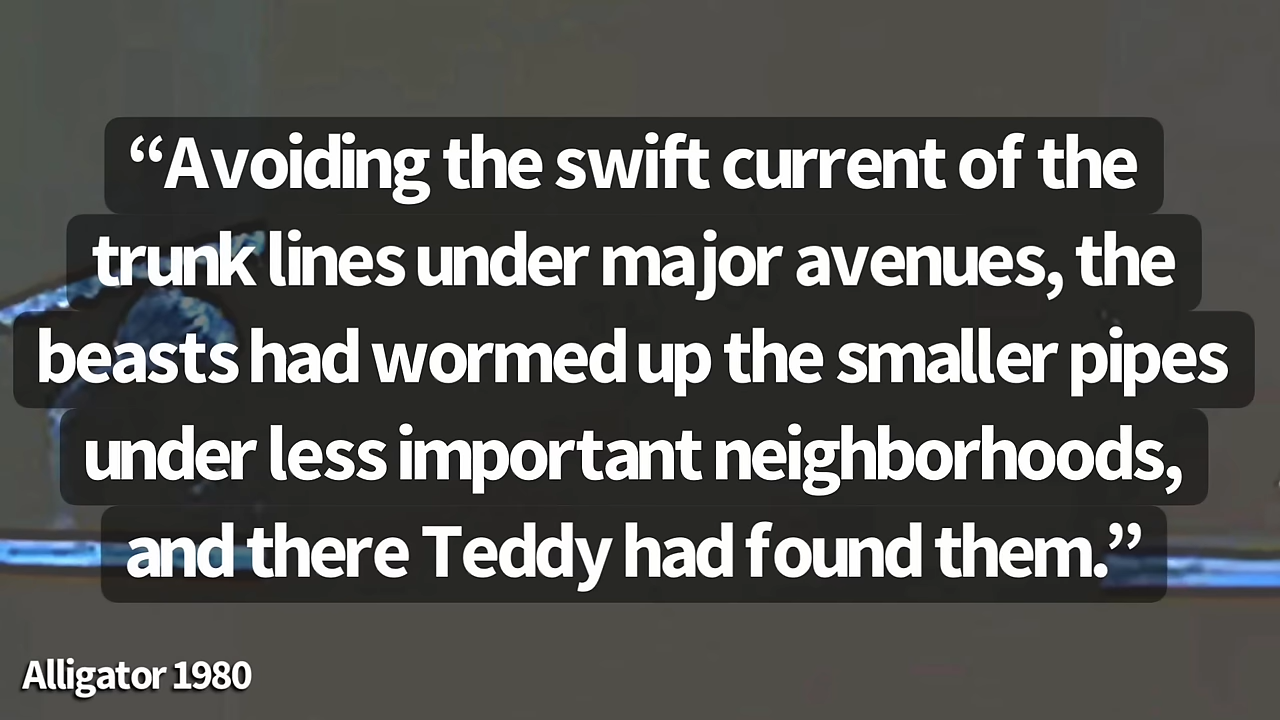 “Avoiding the swift current of the
trunk lines under major avenues, the
beasts had wormed up the smaller pipes
under less important neighborhoods,
and there Teddy had found them.”
Alligator 1980